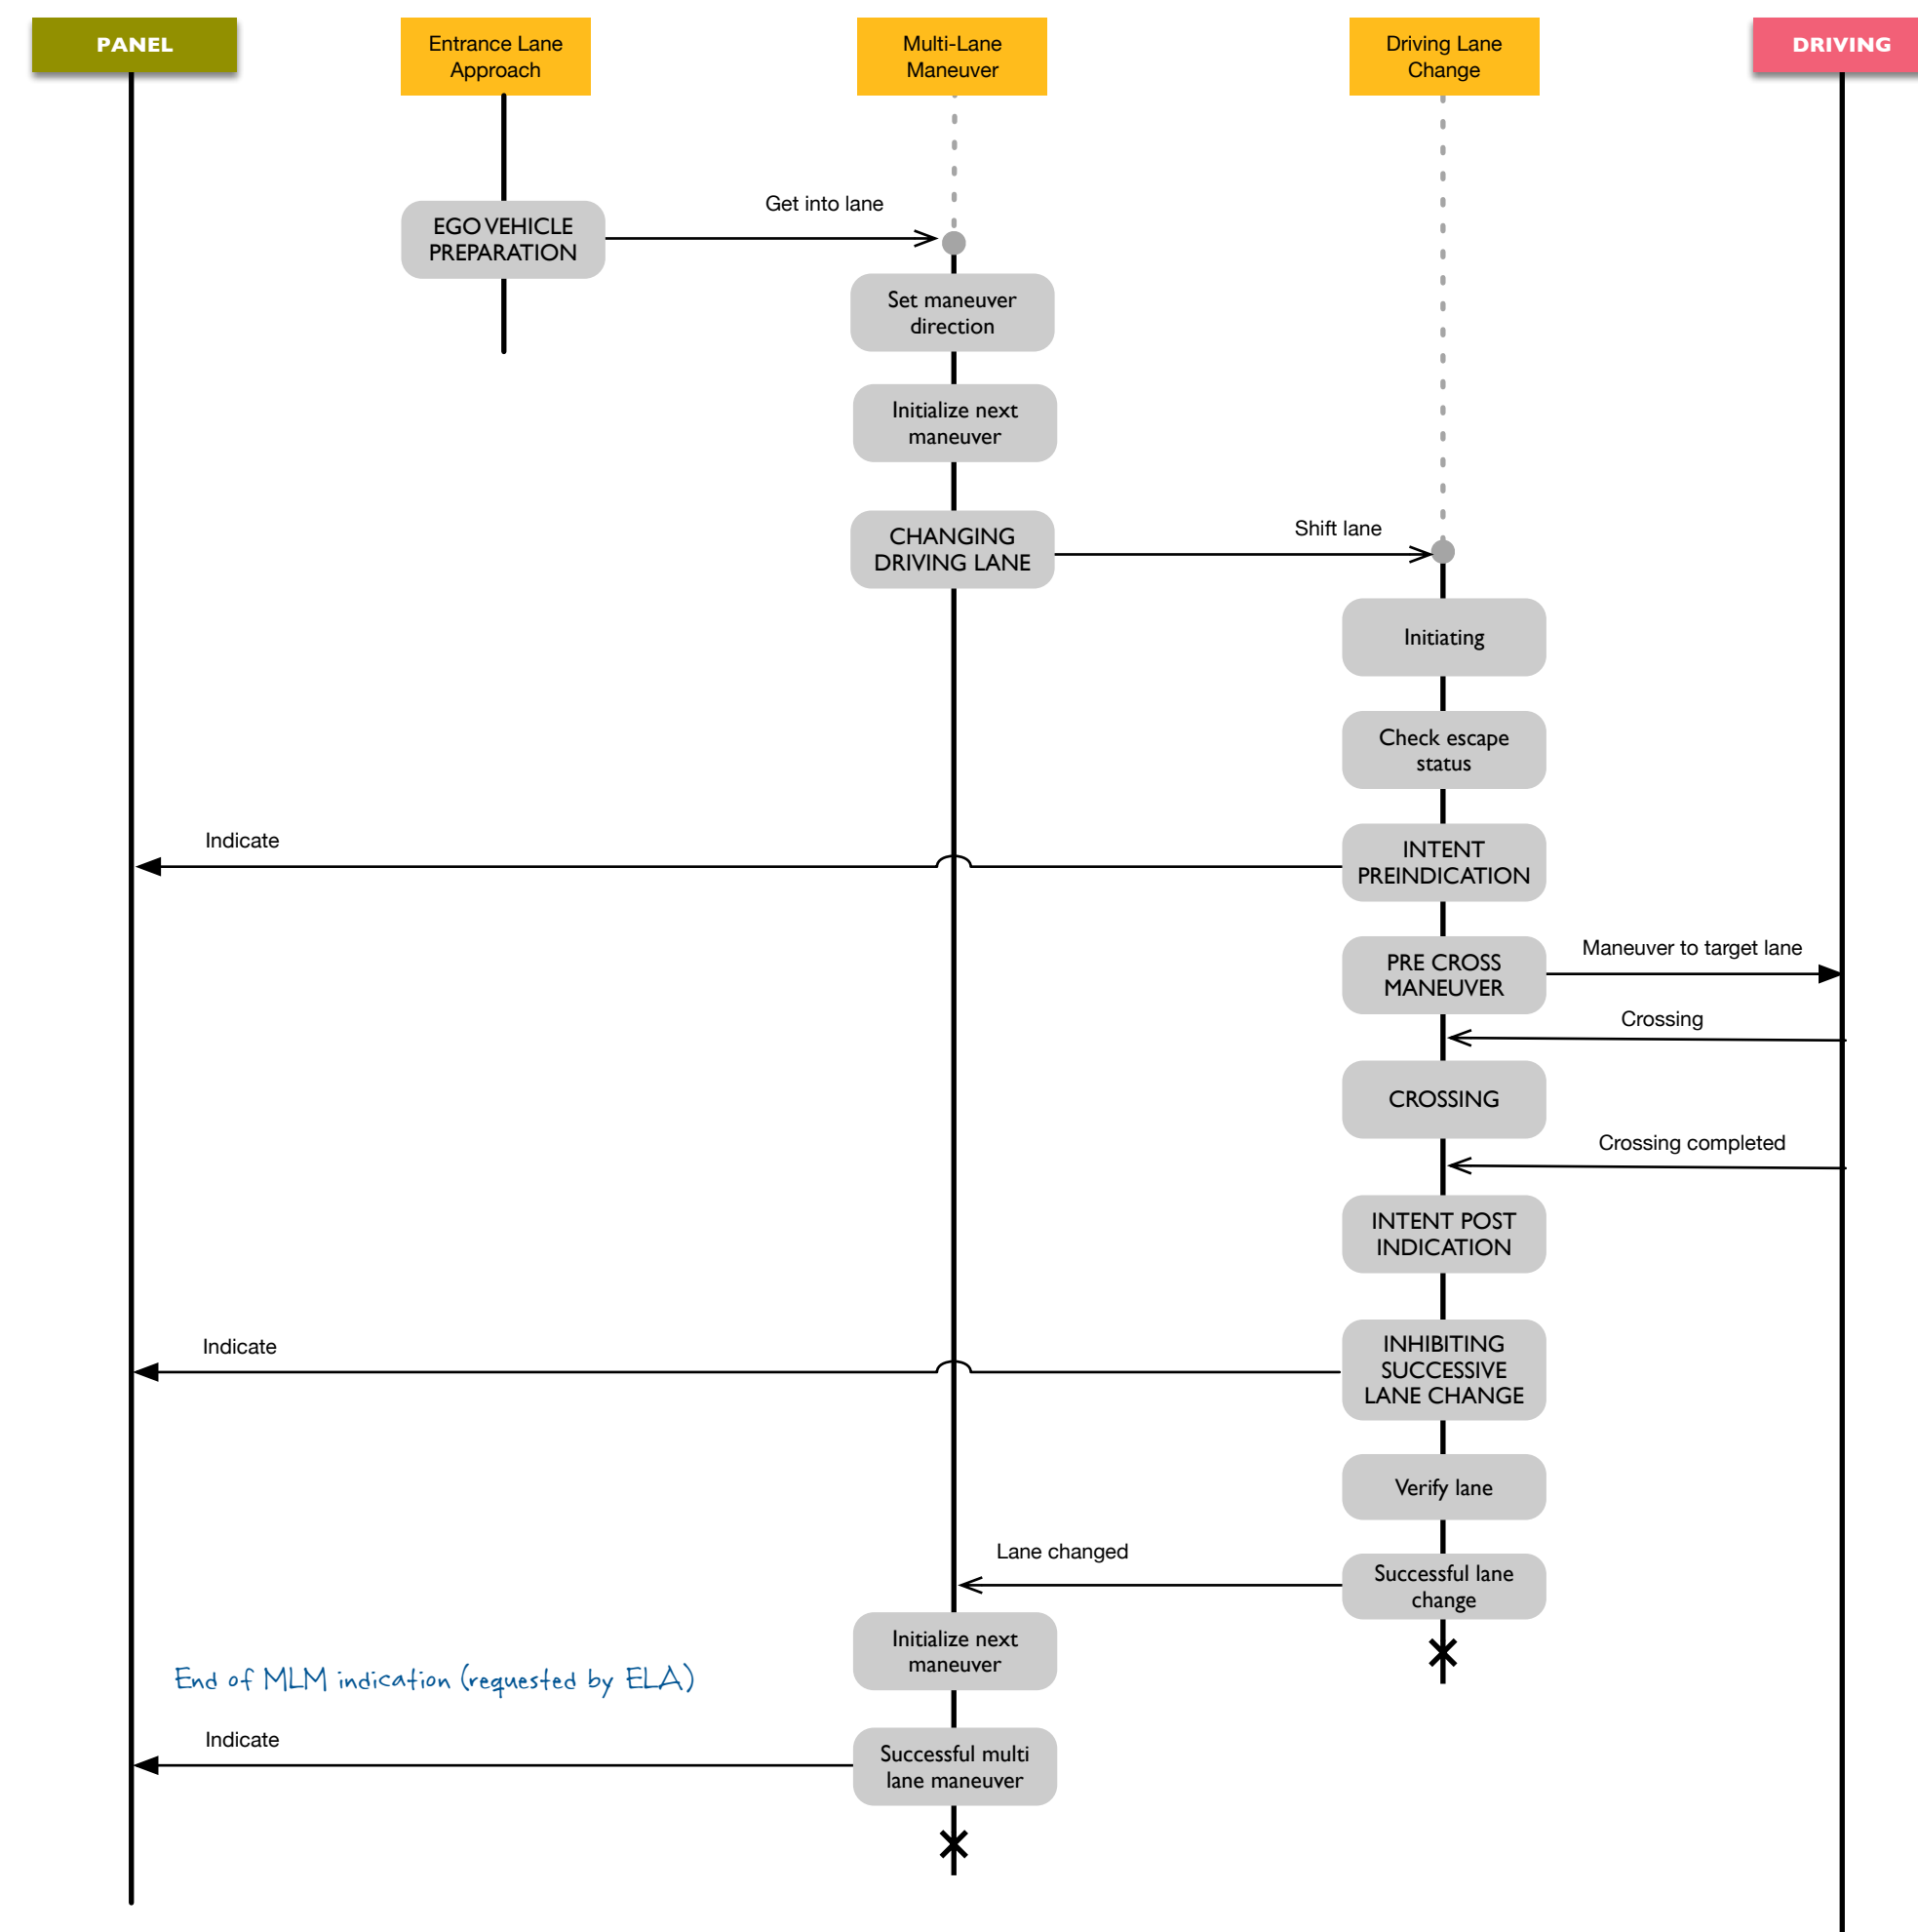 PANEL
Entrance Lane
Approach
Multi-Lane
Maneuver
Driving Lane
Change
DRIVING
Get into lane
EGO VEHICLE
PREPARATION
Set maneuver
direction
Initialize next
maneuver
Shift lane
CHANGING
DRIVING LANE
Initiating
Check escape
status
Indicate
INTENT
PREINDICATION
Maneuver to target lane
PRE CROSS
MANEUVER
Crossing
CROSSING
Crossing completed
INTENT POST
INDICATION
Indicate
INHIBITING
SUCCESSIVE
LANE CHANGE
Verify lane
Lane changed
Successful lane
change
Initialize next
maneuver
End of MLM indication (requested by ELA)
Indicate
Successful multi
lane maneuver